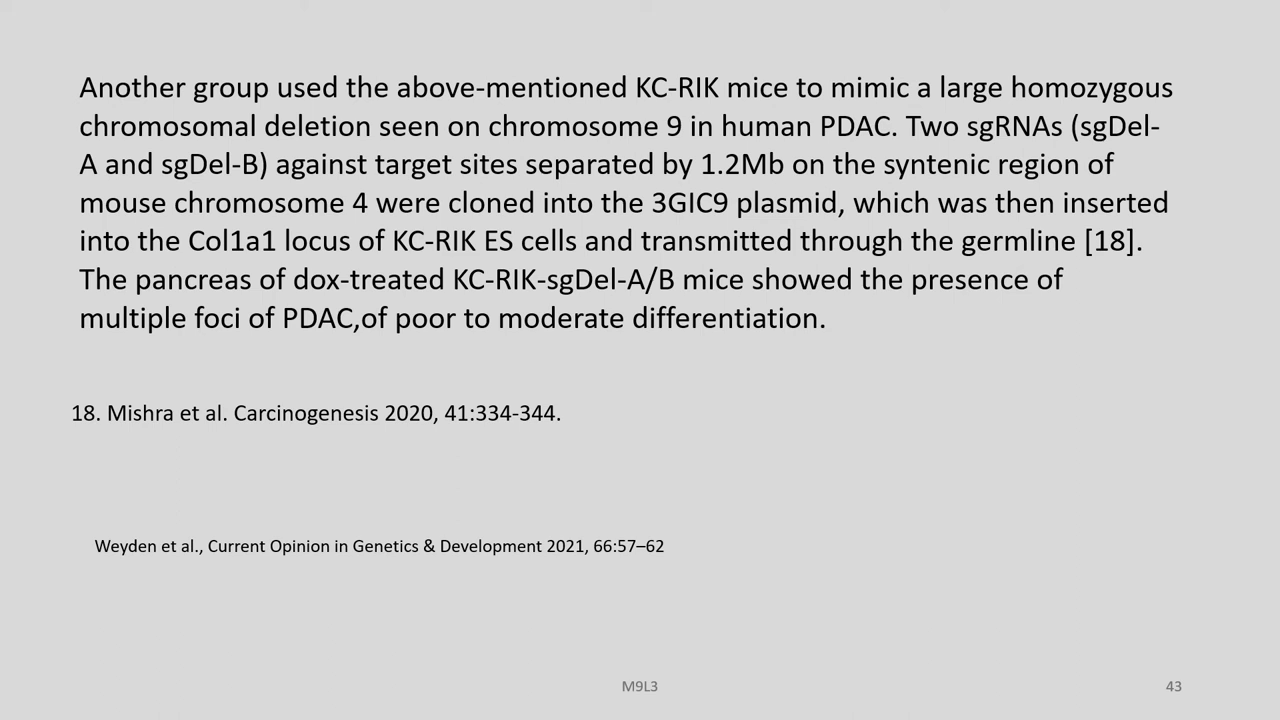 Another group used the above-mentioned KC-RIK mice to mimic a large homozygous
chromosomal deletion seen on chromosome 9 in human PDAC. Two sgRNAs (sgDel-
A and sgDel-B) against target sites separated by 1.2Mb on the syntenic region of
mouse chromosome 4 were cloned into the 3GIC9 plasmid, which was then inserted
into the Col1a1 locus of KC-RIK ES cells and transmitted through the germline [18].
The pancreas of dox-treated KC-RIK-sgDel-A/B mice showed the presence of
multiple foci of PDAC,of poor to moderate differentiation.
18. Mishra et al. Carcinogenesis 2020, 41:334-344.
Weyden et al., Current Opinion in Genetics & Development 2021, 66:57–62
M9L3
43